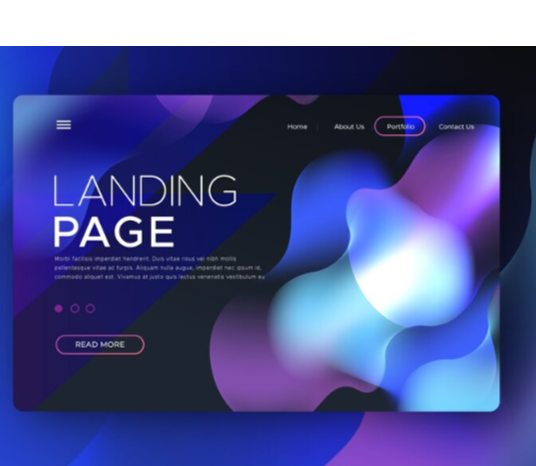 Home
About Us
Portfolio
Contact Us
LANDING
PAGE
Morbi facilisis imperdiet hendrerit. Duis vitae risus vel nibh mollis
pellentesque vitae ac turpis. Aliquam nulla augue, imperdiet nec ipsum id,
commodo aliquet est. Vivamus at justo quis lectus venenatis vestibulum eu
READ MORE